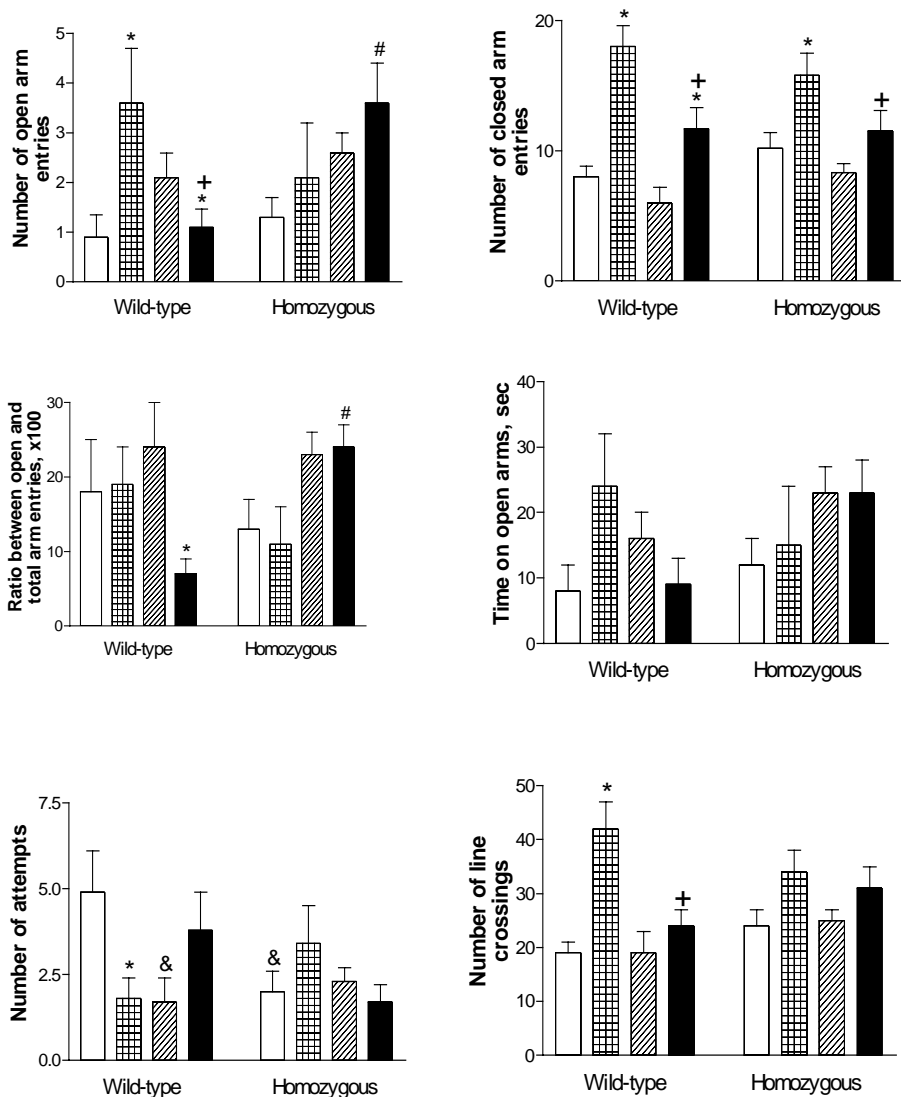 Number of open arm
entries
5
4
3
2
1
0
*
+
*
#
Wild-type
Homozygous
Number of closed arm
entries
20
10
0
*
+
*
*
+
Wild-type
Homozygous
Ratio between open and
total arm entries, x100
30
20
10
0
*
#
Wild-type
Homozygous
Time on open arms, sec
40
30
20
10
0
Wild-type
Homozygous
Number of attempts
7.5
5.0
2.5
0.0
*
&
&
Wild-type
Homozygous
Number of line
crossings
50
40
30
20
10
0
*
+
Wild-type
Homozygous